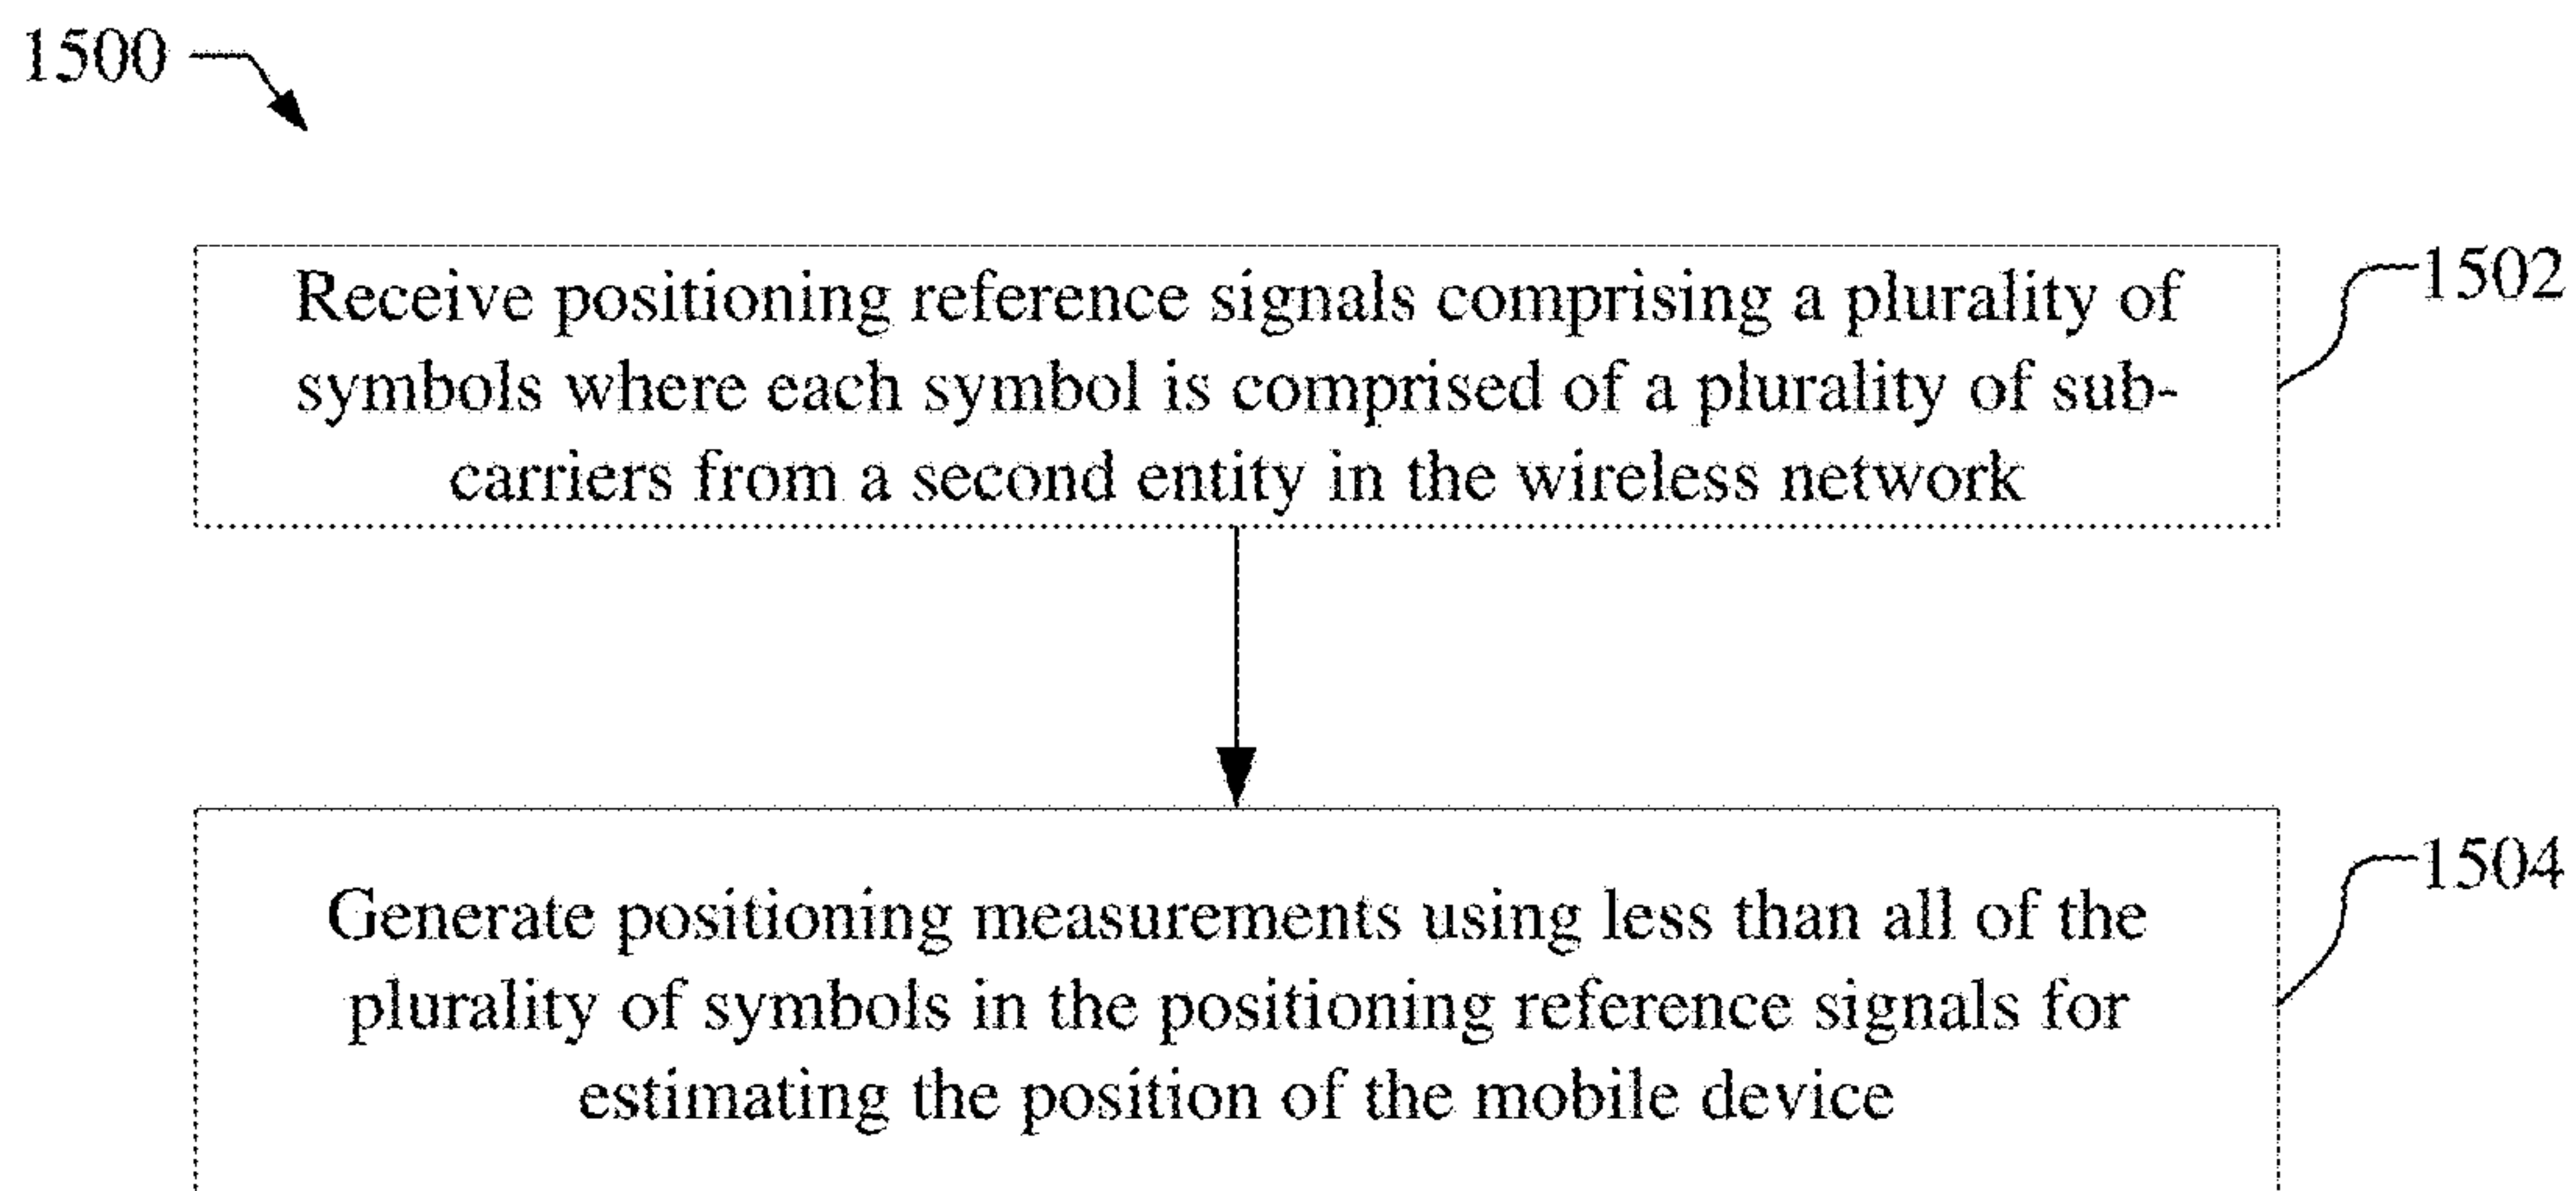 1500
Receive positioning reference signals comprising a plurality of
1502
symbols where each symbol is comprised of a plurality of sub-
carriers from a second entity in the wireless network
1504
Generate positioning measurements using less than all of the
plurality of symbols in the positioning reference signals for
estimating the position of the mobile device